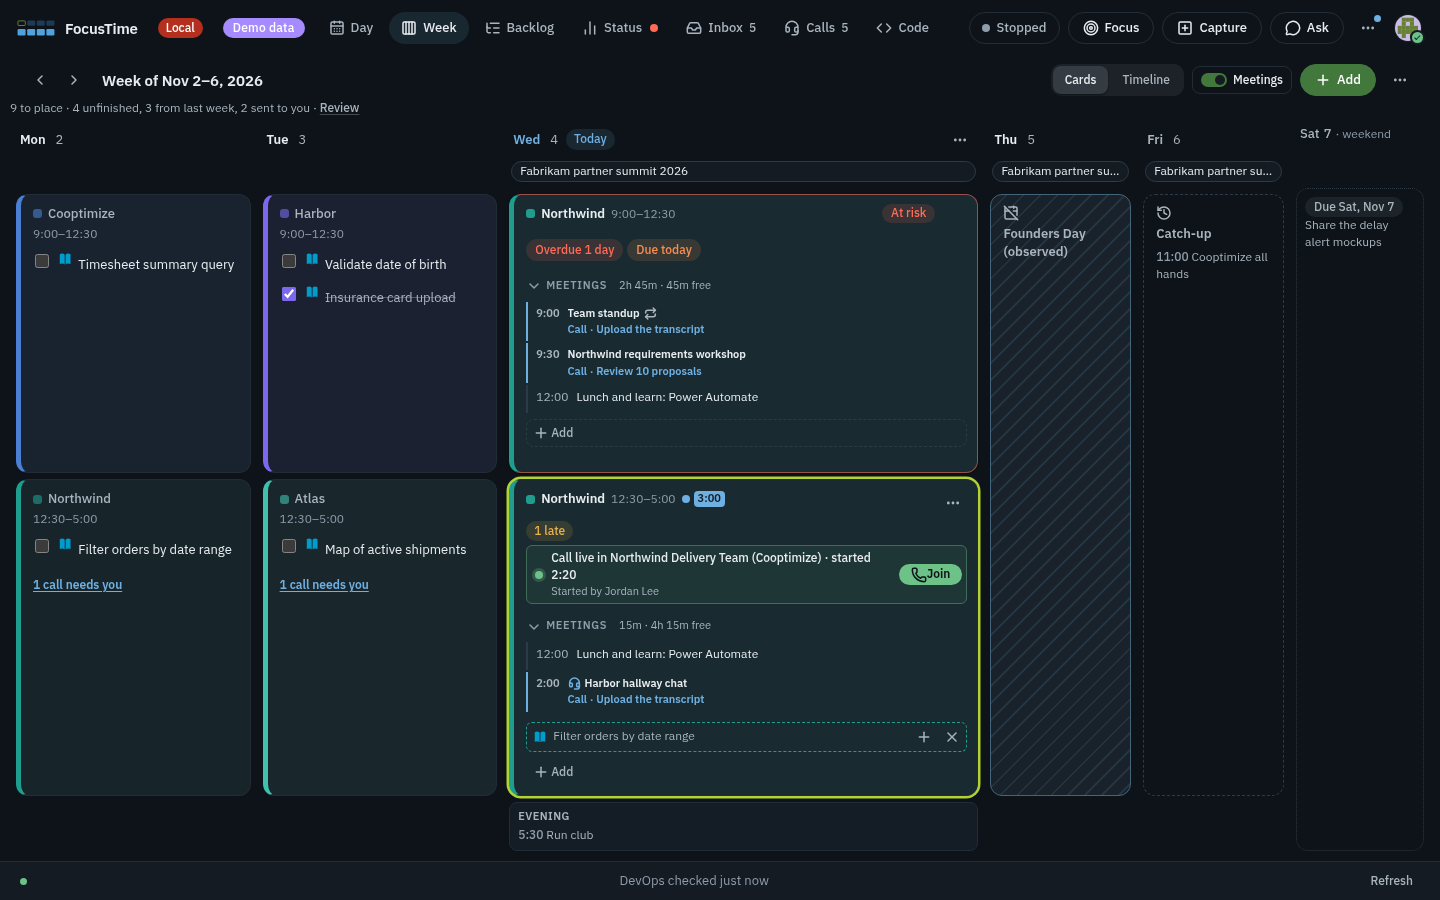 FocusTime
Local
Demo data
Day
Week
Backlog
Status
Inbox 5
Calls 5
Code
Stopped
Focus
Capture
Ask
Week of Nov 2–6, 2026
Cards
Timeline
Meetings
Add
9 to place · 4 unfinished, 3 from last week, 2 sent to you · Review
Mon 2
Tue 3
Wed 4 Today
Thu 5
Fri 6
Sat 7 · weekend
Fabrikam partner summit 2026
Fabrikam partner su...
Fabrikam partner su...
Cooptimize
9:00–12:30
Timesheet summary query
Northwind
12:30–5:00
Filter orders by date range
1 call needs you
Harbor
9:00–12:30
Validate date of birth
Insurance card upload
Atlas
12:30–5:00
Map of active shipments
1 call needs you
Northwind 9:00–12:30
At risk
Overdue 1 day
Due today
MEETINGS 2h 45m · 45m free
9:00 Team standup
Call · Upload the transcript
9:30 Northwind requirements workshop
Call · Review 10 proposals
12:00 Lunch and learn: Power Automate
Add
Northwind 12:30–5:00 3:00
1 late
Call live in Northwind Delivery Team (Cooptimize) · started
2:20
Started by Jordan Lee
Join
MEETINGS 15m · 4h 15m free
12:00 Lunch and learn: Power Automate
2:00 Harbor hallway chat
Call · Upload the transcript
Filter orders by date range
Add
EVENING
5:30 Run club
Founders Day
(observed)
Catch-up
11:00 Cooptimize all
hands
Due Sat, Nov 7
Share the delay
alert mockups
DevOps checked just now
Refresh